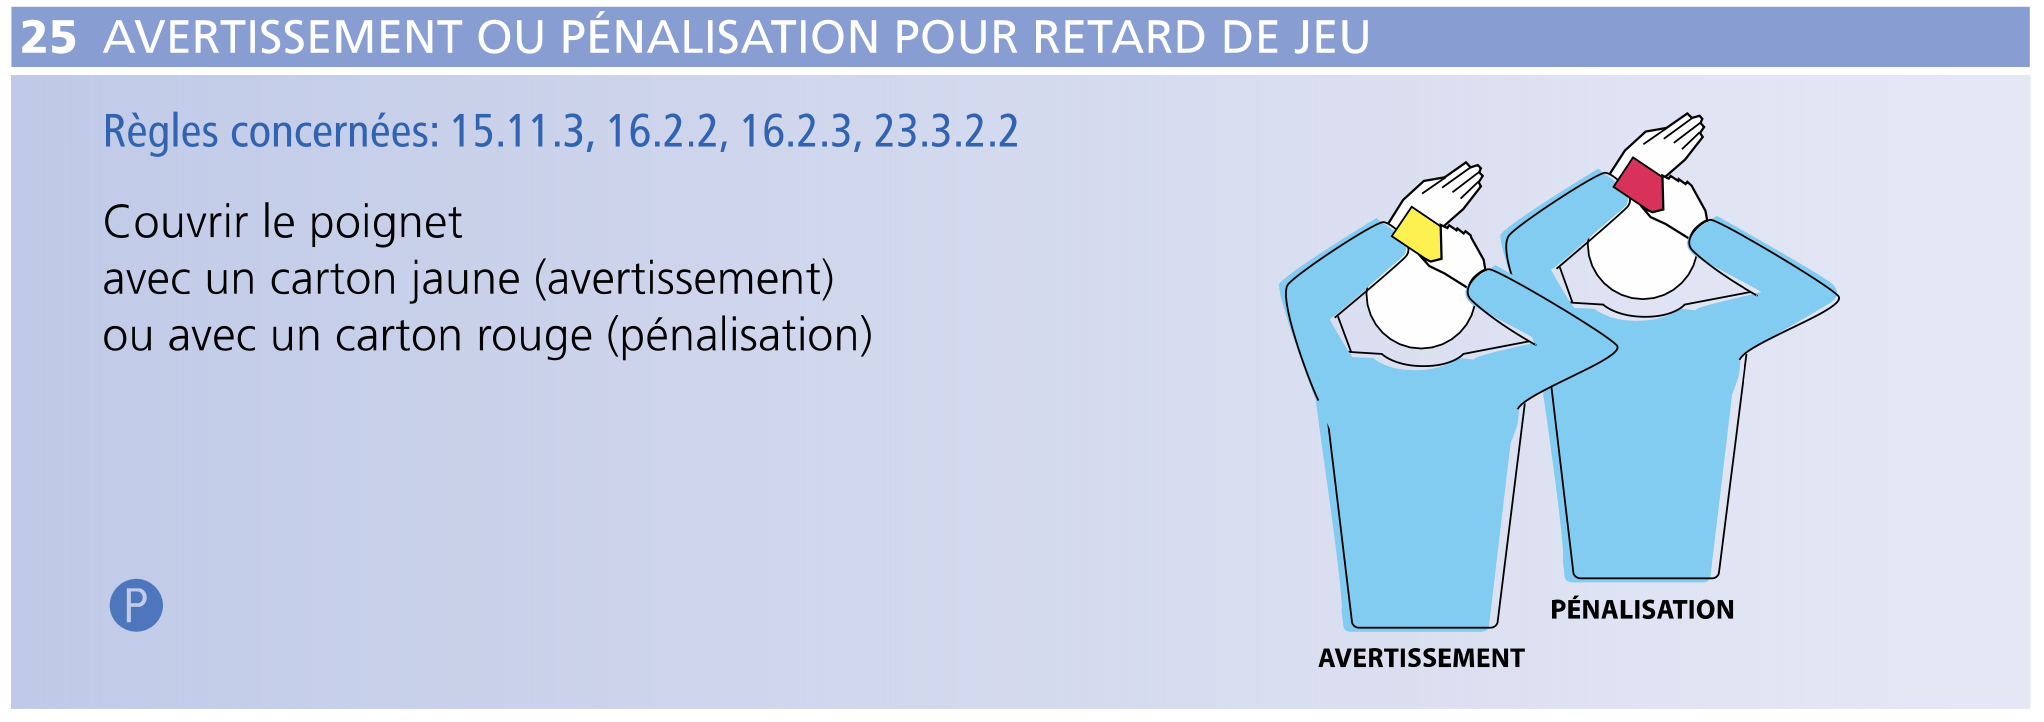 25 AVERTISSEMENT OU PÉNALISATION POUR RETARD DE JEU
Règles concernées: 15.11.3, 16.2.2, 16.2.3, 23.3.2.2
Couvrir le poignet
avec un carton jaune (avertissement)
ou avec un carton rouge (pénalisation)
P
PÉNALISATION
AVERTISSEMENT